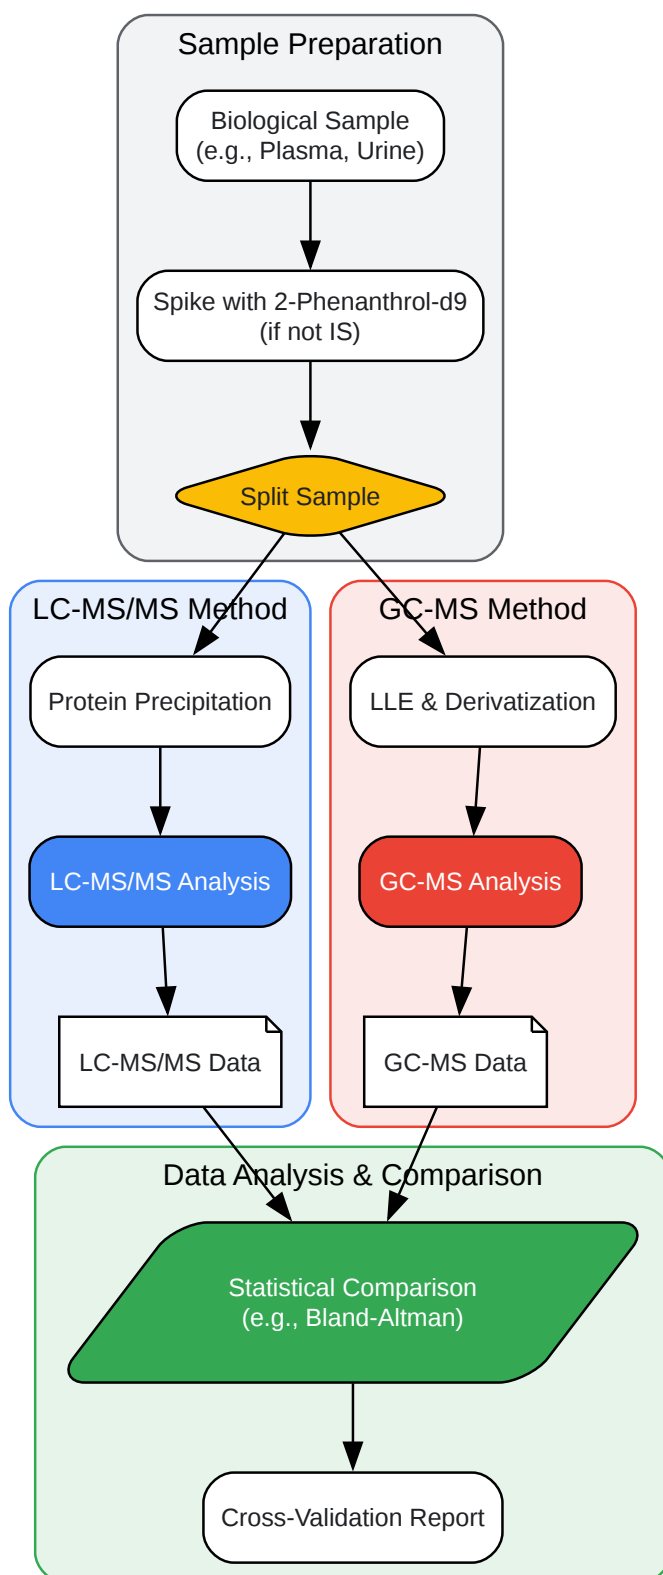 Sample Preparation
Biological Sample
(e.g., Plasma, Urine)
Spike with 2-Phenanthrol-d9
(if not IS)
Split Sample
LC-MS/MS Method
Protein Precipitation
LC-MS/MS Analysis
LC-MS/MS Data
GC-MS Method
LLE & Derivatization
GC-MS Analysis
GC-MS Data
Data Analysis & Comparison
Statistical Comparison
(e.g., Bland-Altman)
Cross-Validation Report